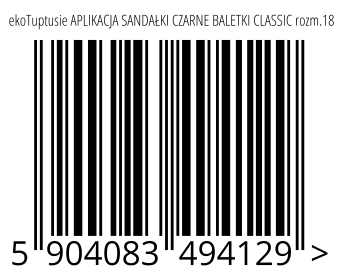 ekoTuptusie APLIKACJA SANDAŁKI CZARNE BALETKI CLASSIC rozm.18
5 904083 494129 >